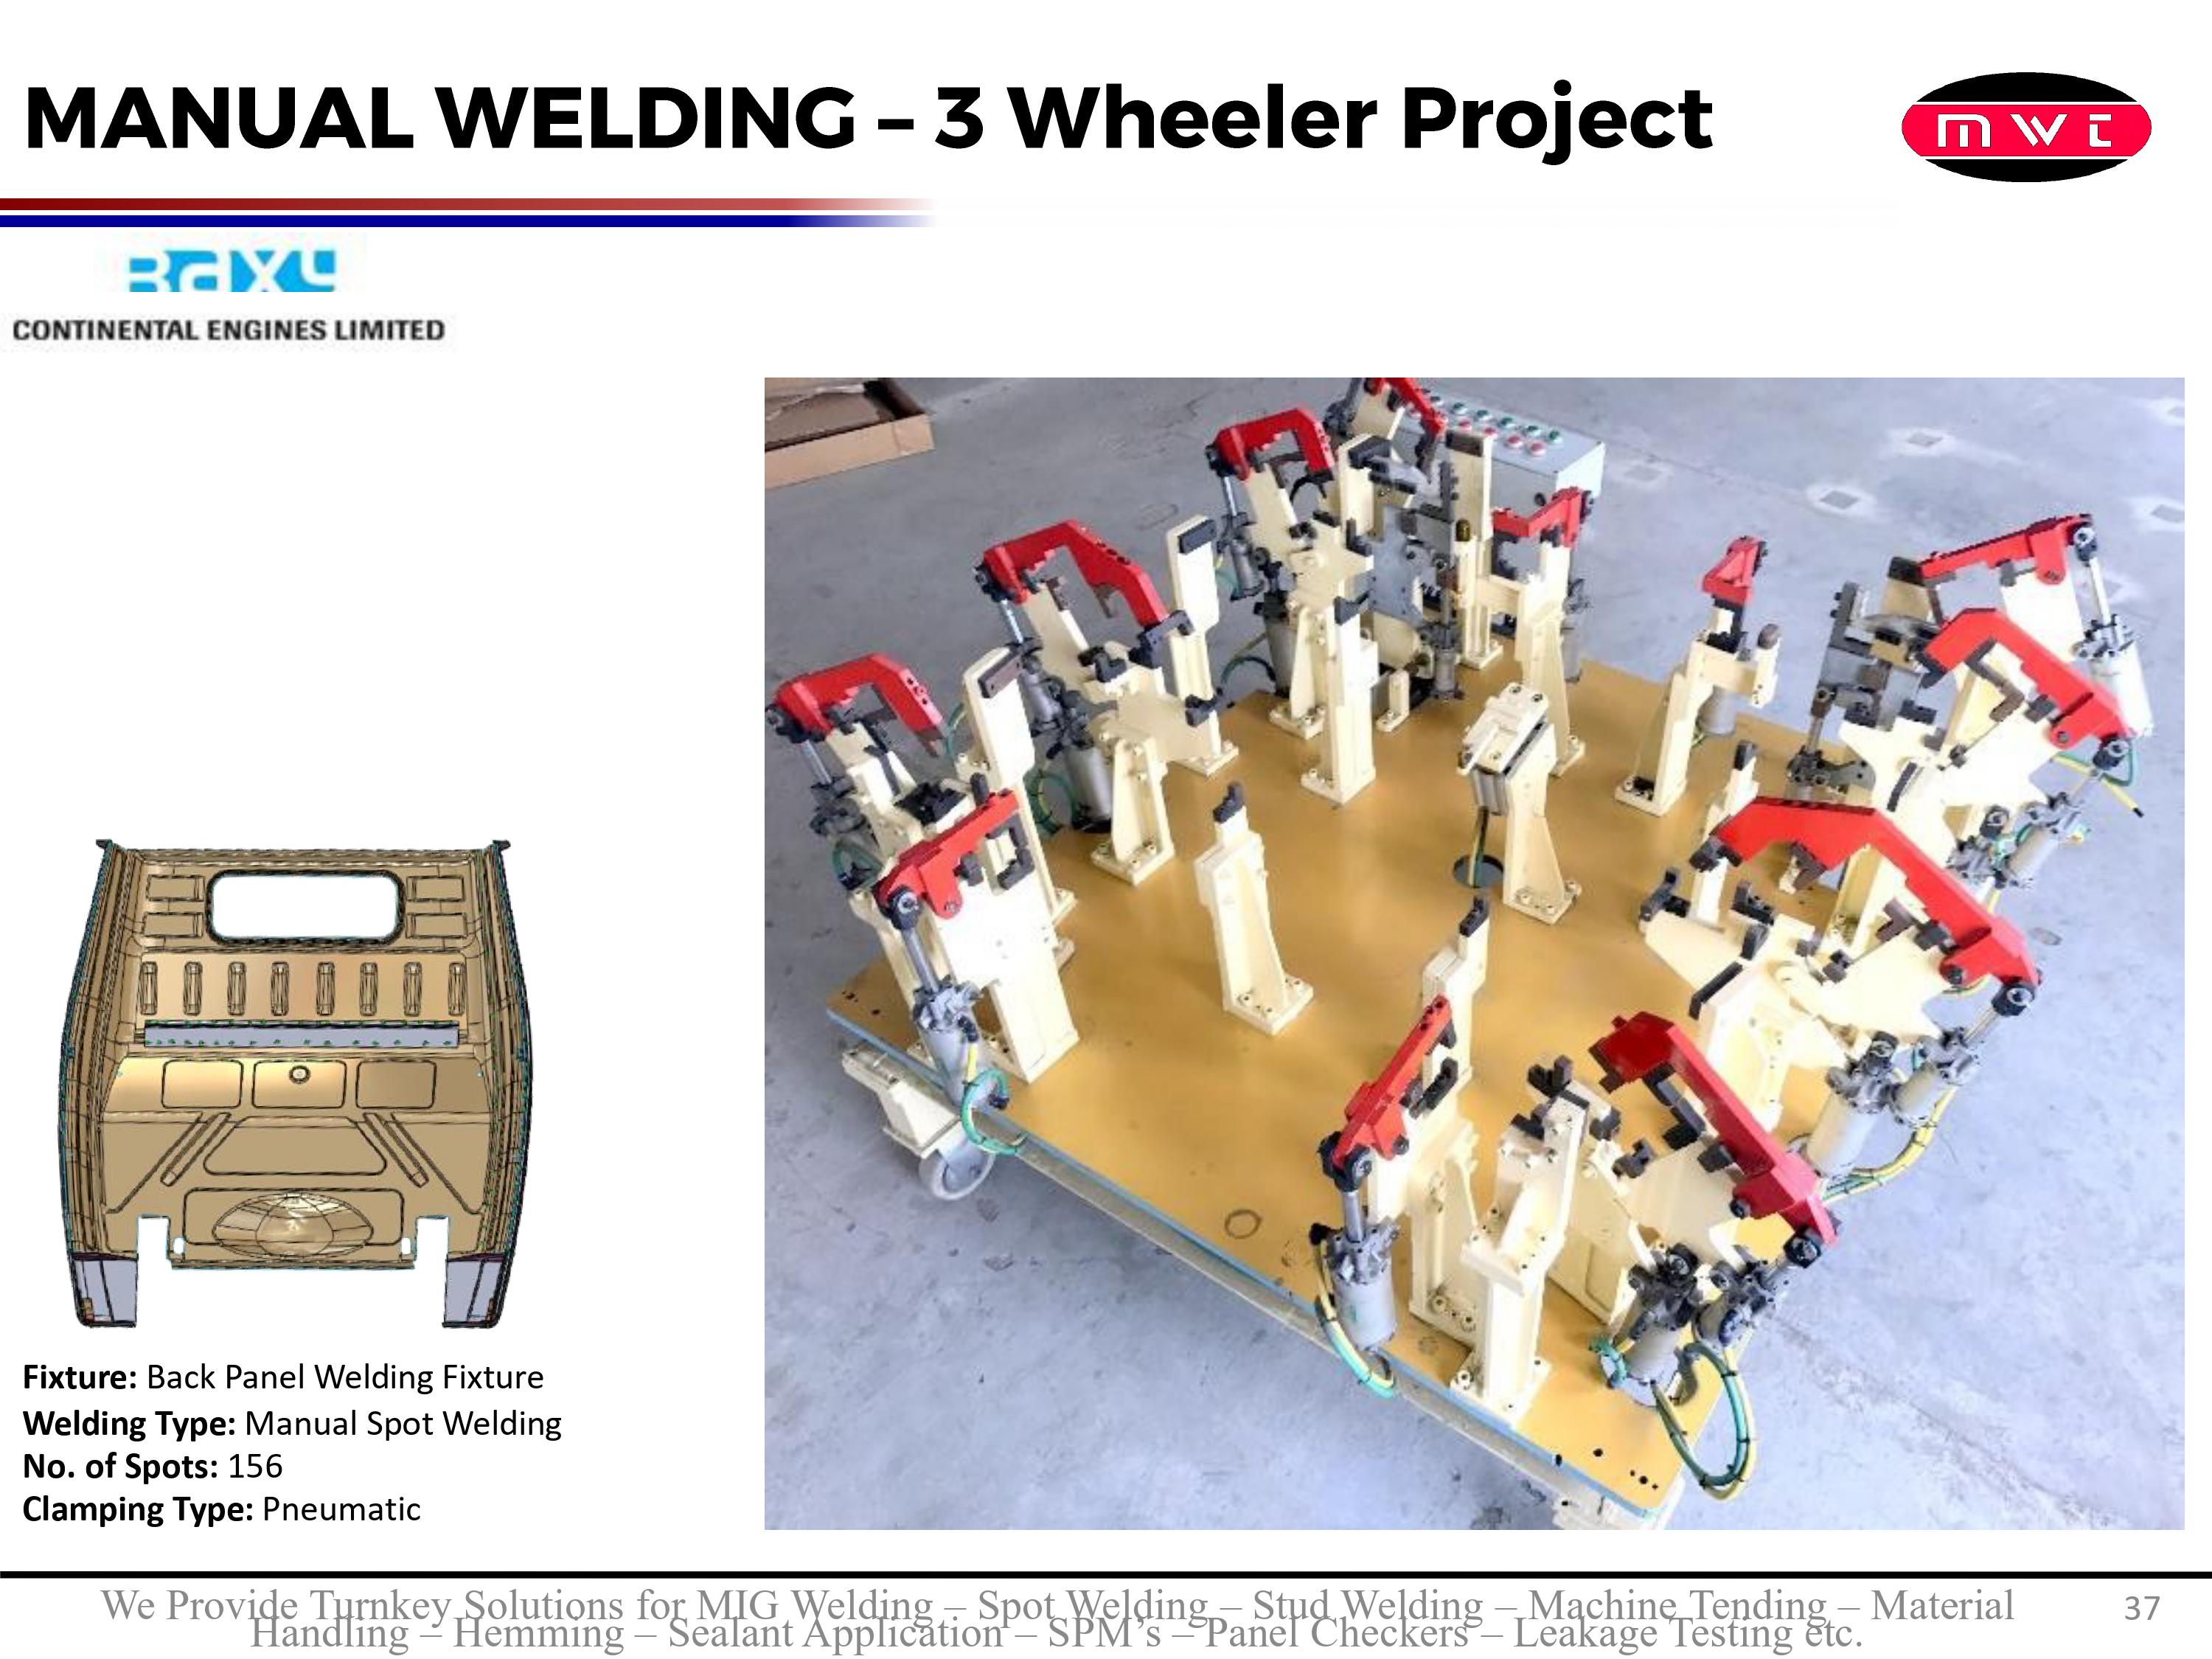 MANUAL WELDING – 3 Wheeler Project
mwt
Baxy
CONTINENTAL ENGINES LIMITED
Fixture: Back Panel Welding Fixture
Welding Type: Manual Spot Welding
No. of Spots: 156
Clamping Type: Pneumatic
We Provide Turnkey Solutions for MIG Welding – Spot Welding – Stud Welding – Machine Tending – Material
Handling – Hemming – Sealant Application – SPM’s – Panel Checkers – Leakage Testing etc.
37